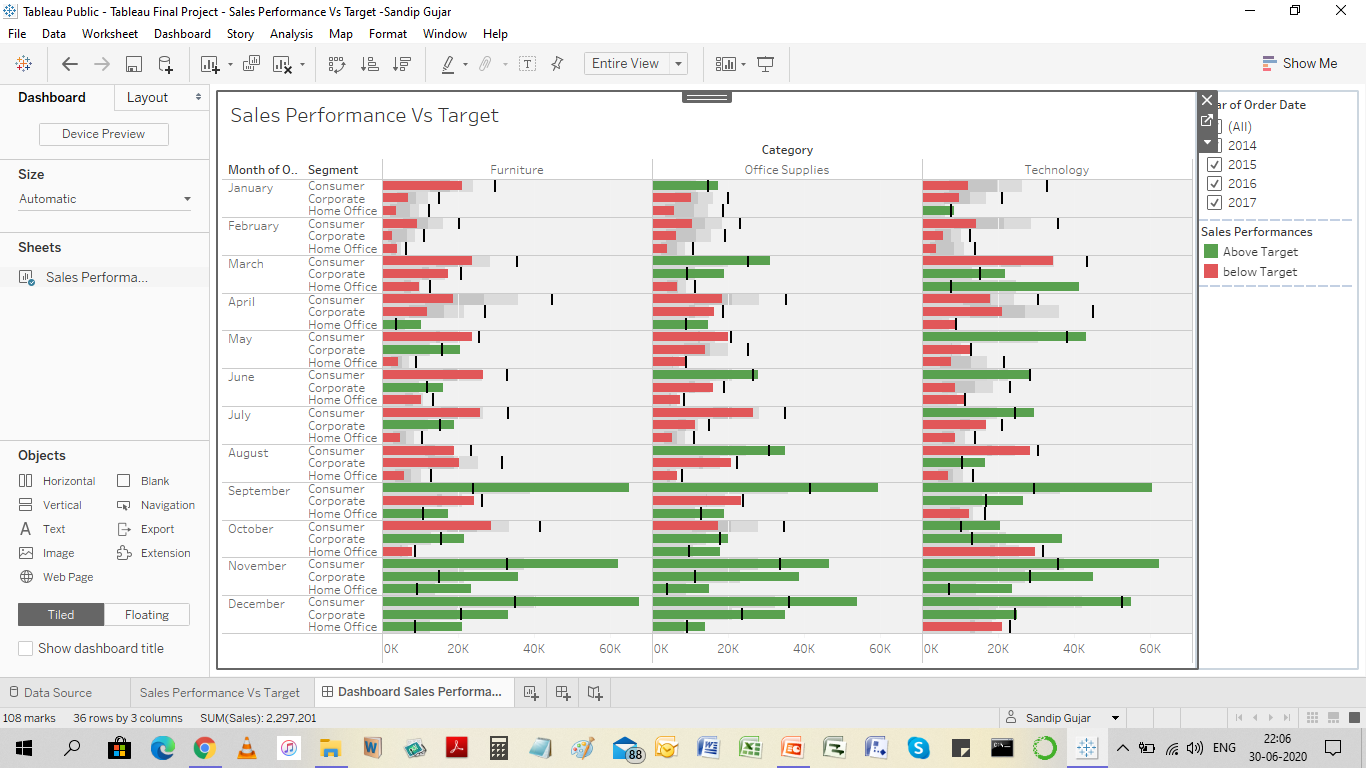 Tableau Public - Tableau Final Project - Sales Performance Vs Target -Sandip Gujar
File Data Worksheet Dashboard Story Analysis Map Format Window Help
Entire View
Show Me
Dashboard Layout
Device Preview
Size
Automatic
Sheets
Sales Performa...
Objects
Horizontal Blank
Vertical Navigation
Text Export
Image Extension
Web Page
Tiled Floating
Show dashboard title
Sales Performance Vs Target
Category
Month of O.. Segment Furniture Office Supplies Technology
January Consumer
Corporate
Home Office
February Consumer
Corporate
Home Office
March Consumer
Corporate
Home Office
April Consumer
Corporate
Home Office
May Consumer
Corporate
Home Office
June Consumer
Corporate
Home Office
July Consumer
Corporate
Home Office
August Consumer
Corporate
Home Office
September Consumer
Corporate
Home Office
October Consumer
Corporate
Home Office
November Consumer
Corporate
Home Office
December Consumer
Corporate
Home Office
0K 20K 40K 60K 0K 20K 40K 60K 0K 20K 40K 60K
ar of Order Date
(All)
2014
2015
2016
2017
Sales Performances
Above Target
below Target
Data Source Sales Performance Vs Target Dashboard Sales Performa...
108 marks 36 rows by 3 columns SUM(Sales): 2,297,201 Sandip Gujar
88
ENG
22:06
30-06-2020